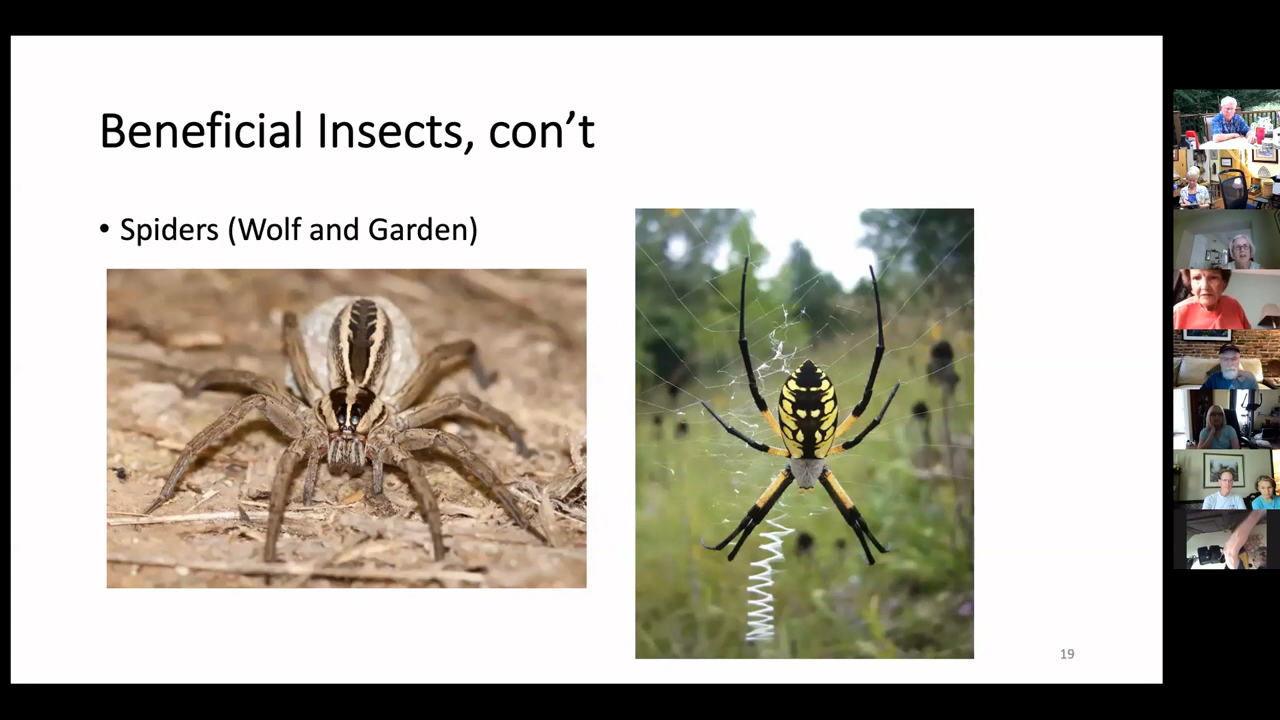 Beneficial Insects, con’t
• Spiders (Wolf and Garden)
19